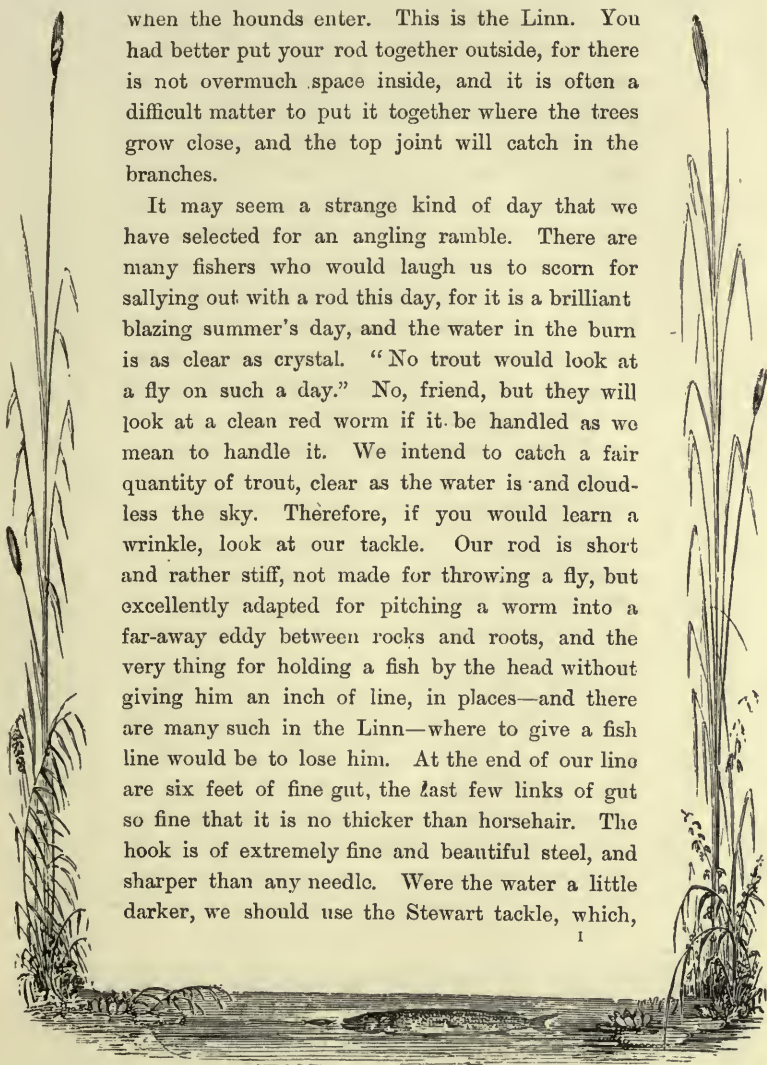 when the hounds enter. This is the Linn. You
had better put your rod together outside, for there
is not overmuch space inside, and it is often a
difficult matter to put it together where the trees
grow close, and the top joint will catch in the
branches.
It may seem a strange kind of day that we
have selected for an angling ramble. There are
many fishers who would laugh us to scorn for
sallying out with a rod this day, for it is a brilliant
blazing summer's day, and the water in the burn
is as clear as crystal. "No trout would look at
a fly on such a day." No, friend, but they will
look at a clean red worm if it be handled as we
mean to handle it. We intend to catch a fair
quantity of trout, clear as the water is and cloud-
less the sky. Therefore, if you would learn a
wrinkle, look at our tackle. Our rod is short
and rather stiff, not made for throwing a fly, but
excellently adapted for pitching a worm into a
far-away eddy between rocks and roots, and the
very thing for holding a fish by the head without
giving him an inch of line, in places—and there
are many such in the Linn—where to give a fish
line would be to lose him. At the end of our line
are six feet of fine gut, the last few links of gut
so fine that it is no thicker than horsehair. The
hook is of extremely fine and beautiful steel, and
sharper than any needle. Were the water a little
darker, we should use the Stewart tackle, which,
I